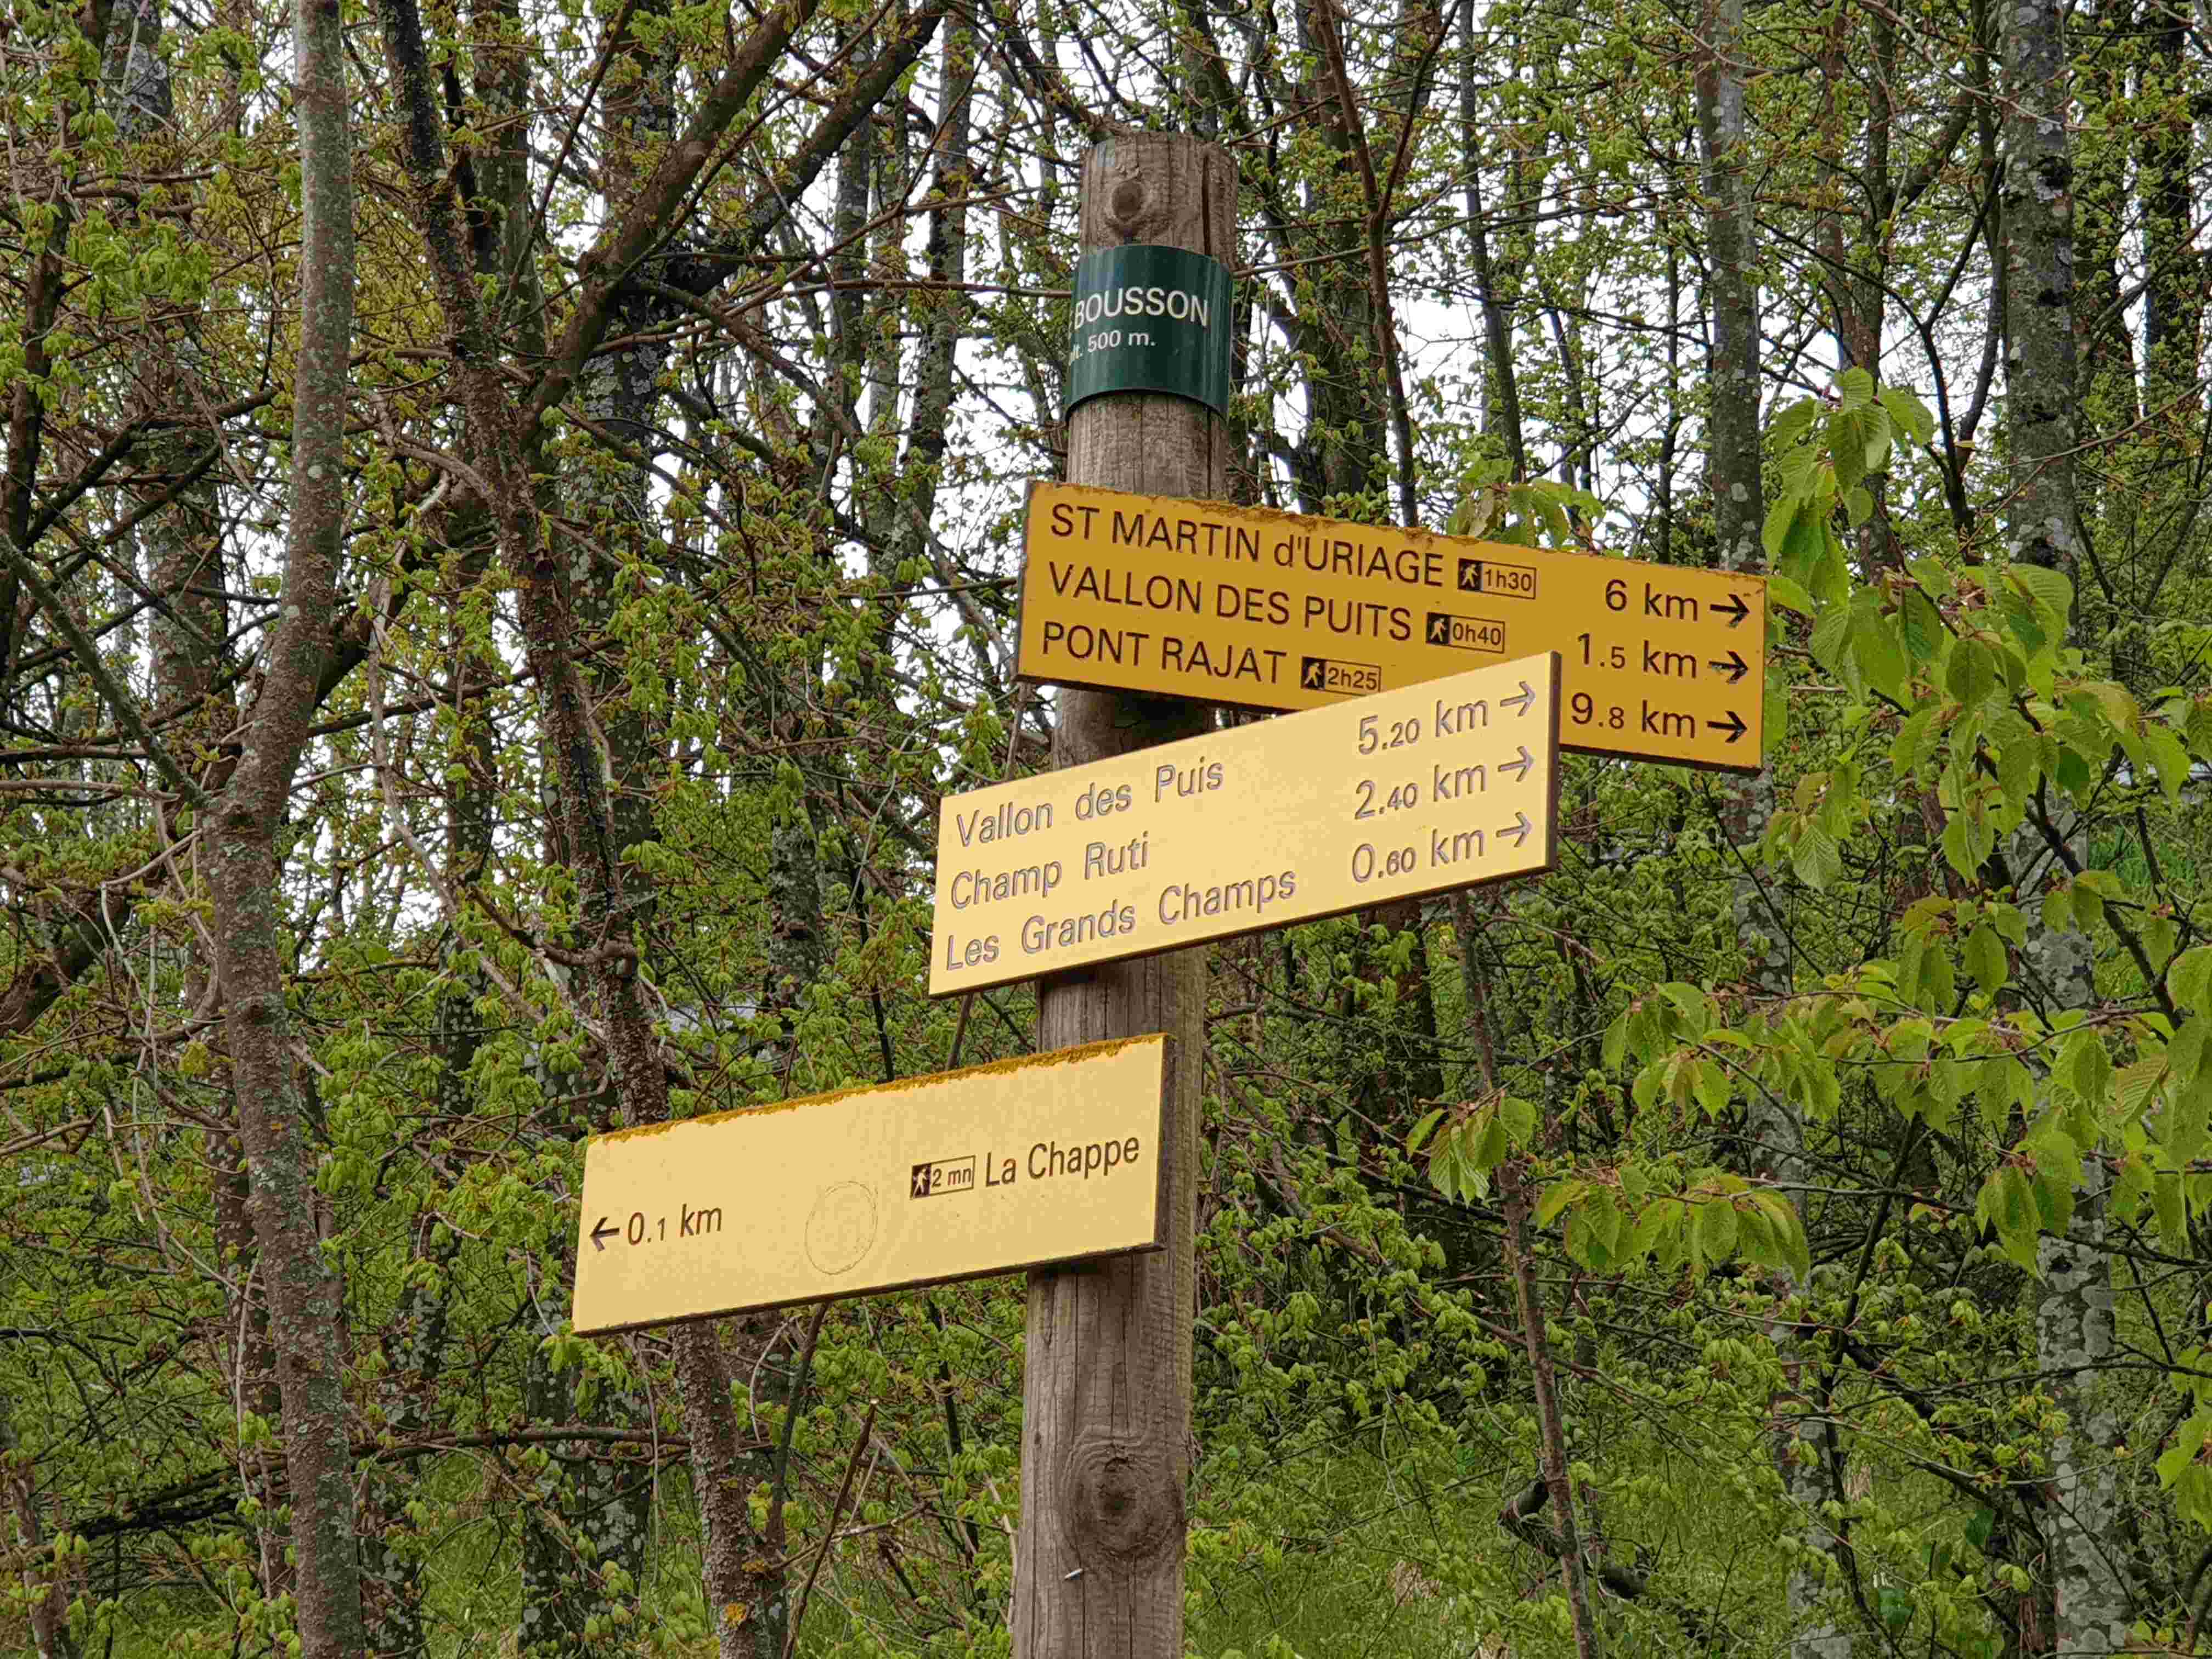 BOUSSON
alt. 500 m.
ST MARTIN d'URIAGE 1h30 6 km →
VALLON DES PUITS 0h40 1.5 km →
PONT RAJAT 2h25 9.8 km →
Vallon des Puis 5.20 km →
Champ Ruti 2.40 km →
Les Grands Champs 0.60 km →
← 0.1 km 2 mn La Chappe